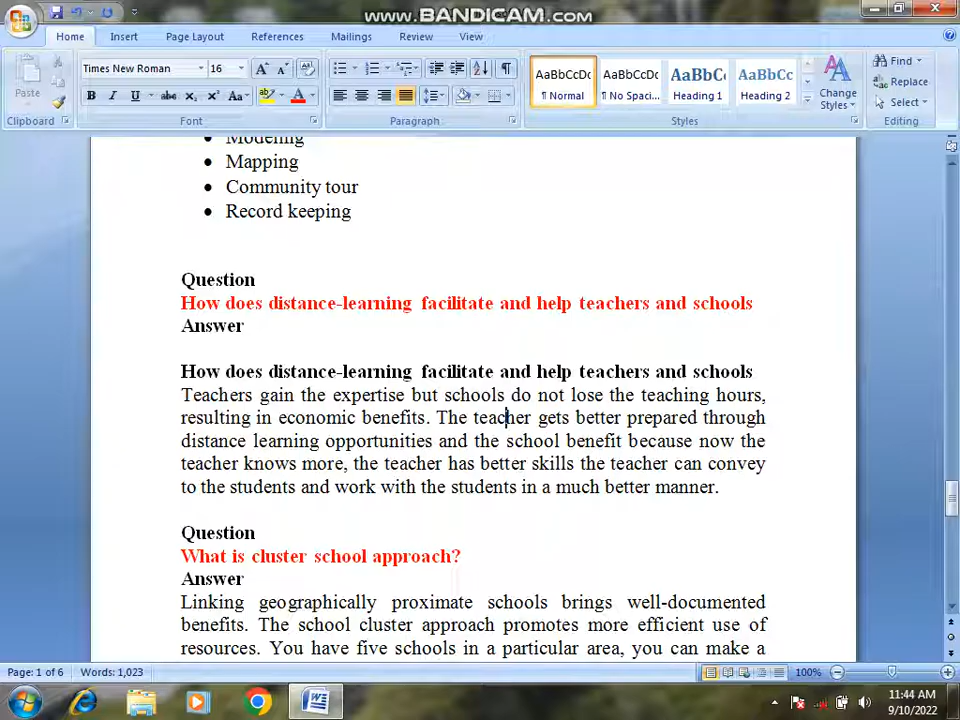 www.BANDICAM.com
Home Insert Page Layout References Mailings Review View
Paste
Clipboard
Times New Roman 16
B I U abc x₂ x² Aa
Font
Paragraph
AaBbCcDc AaBbCcDc AaBbC AaBbCc
¶ Normal ¶ No Spaci... Heading 1 Heading 2
Change
Styles
Styles
Find
Replace
Select
Editing
Modeling
• Mapping
• Community tour
• Record keeping
Question
How does distance-learning facilitate and help teachers and schools
Answer
How does distance-learning facilitate and help teachers and schools
Teachers gain the expertise but schools do not lose the teaching hours,
resulting in economic benefits. The teacher gets better prepared through
distance learning opportunities and the school benefit because now the
teacher knows more, the teacher has better skills the teacher can convey
to the students and work with the students in a much better manner.
Question
What is cluster school approach?
Answer
Linking geographically proximate schools brings well-documented
benefits. The school cluster approach promotes more efficient use of
resources. You have five schools in a particular area, you can make a
Page: 1 of 6 Words: 1,023 100%
11:44 AM
9/10/2022